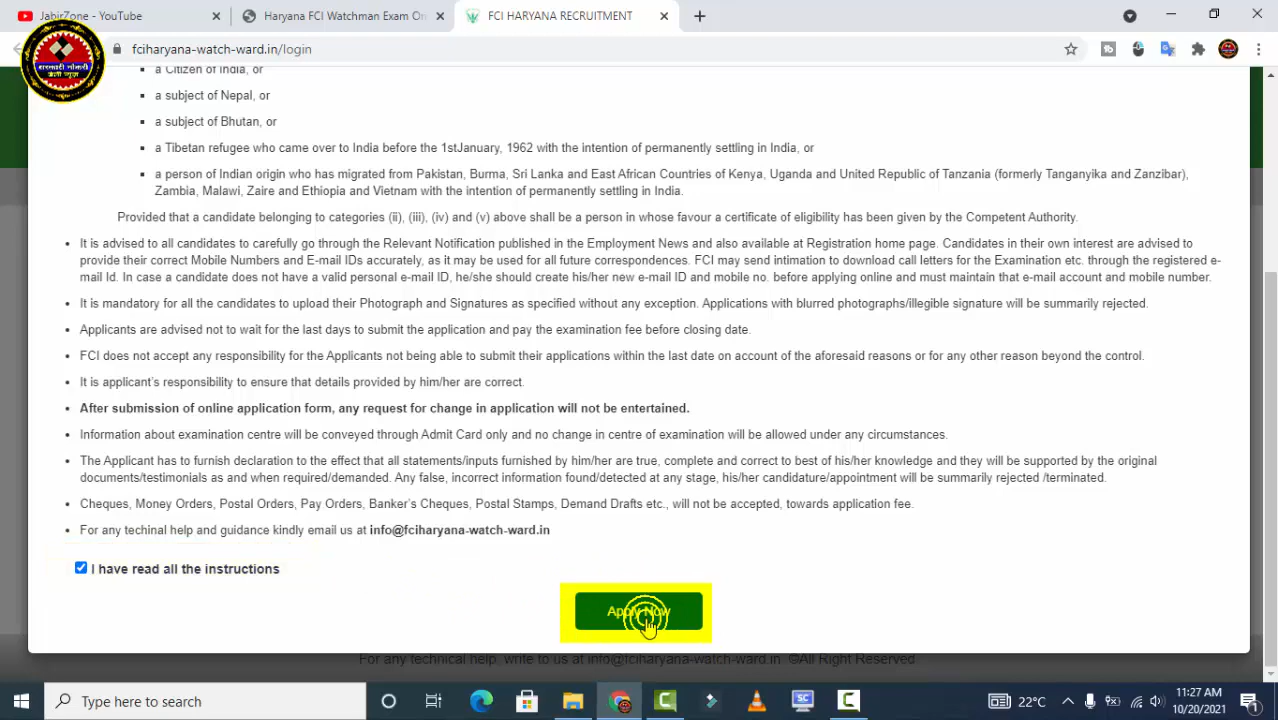 JabirZone - YouTube
Haryana FCI Watchman Exam On
FCI HARYANA RECRUITMENT
fciharyana-watch-ward.in/login
सरकारी नौकरी
डेली न्यूज
a Citizen of India, or
a subject of Nepal, or
a subject of Bhutan, or
a Tibetan refugee who came over to India before the 1stJanuary, 1962 with the intention of permanently settling in India, or
a person of Indian origin who has migrated from Pakistan, Burma, Sri Lanka and East African Countries of Kenya, Uganda and United Republic of Tanzania (formerly Tanganyika and Zanzibar),
Zambia, Malawi, Zaire and Ethiopia and Vietnam with the intention of permanently settling in India.
Provided that a candidate belonging to categories (ii), (iii), (iv) and (v) above shall be a person in whose favour a certificate of eligibility has been given by the Competent Authority.
It is advised to all candidates to carefully go through the Relevant Notification published in the Employment News and also available at Registration home page. Candidates in their own interest are advised to
provide their correct Mobile Numbers and E-mail IDs accurately, as it may be used for all future correspondences. FCI may send intimation to download call letters for the Examination etc. through the registered e-
mail Id. In case a candidate does not have a valid personal e-mail ID, he/she should create his/her new e-mail ID and mobile no. before applying online and must maintain that e-mail account and mobile number.
It is mandatory for all the candidates to upload their Photograph and Signatures as specified without any exception. Applications with blurred photographs/illegible signature will be summarily rejected.
Applicants are advised not to wait for the last days to submit the application and pay the examination fee before closing date.
FCI does not accept any responsibility for the Applicants not being able to submit their applications within the last date on account of the aforesaid reasons or for any other reason beyond the control.
It is applicant's responsibility to ensure that details provided by him/her are correct.
After submission of online application form, any request for change in application will not be entertained.
Information about examination centre will be conveyed through Admit Card only and no change in centre of examination will be allowed under any circumstances.
The Applicant has to furnish declaration to the effect that all statements/inputs furnished by him/her are true, complete and correct to best of his/her knowledge and they will be supported by the original
documents/testimonials as and when required/demanded. Any false, incorrect information found/detected at any stage, his/her candidature/appointment will be summarily rejected /terminated.
Cheques, Money Orders, Postal Orders, Pay Orders, Banker's Cheques, Postal Stamps, Demand Drafts etc., will not be accepted, towards application fee.
For any techinal help and guidance kindly email us at info@fciharyana-watch-ward.in
I have read all the instructions
Apply Now
For any technical help, write to us at info@fciharyana-watch-ward.in. @All Right Reserved
Type here to search
22°C
11:27 AM
10/20/2021
1